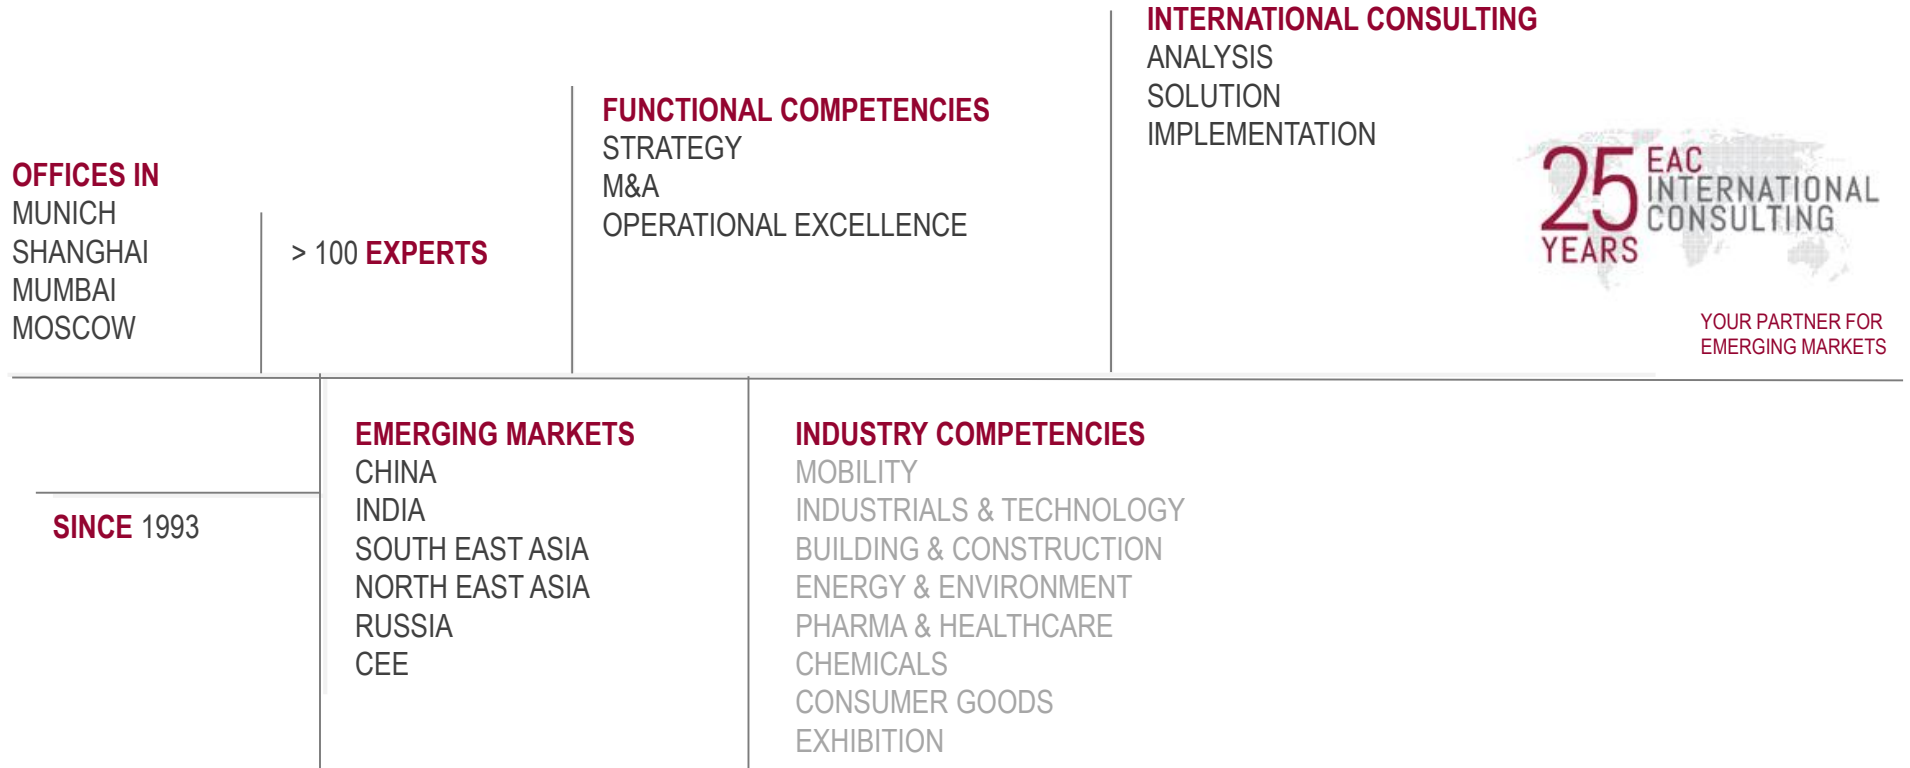 OFFICES IN
MUNICH
SHANGHAI
MUMBAI
MOSCOW
> 100 EXPERTS
FUNCTIONAL COMPETENCIES
STRATEGY
M&A
OPERATIONAL EXCELLENCE
INTERNATIONAL CONSULTING
ANALYSIS
SOLUTION
IMPLEMENTATION
25
YEARS
EAC
INTERNATIONAL
CONSULTING
YOUR PARTNER FOR
EMERGING MARKETS
SINCE 1993
EMERGING MARKETS
CHINA
INDIA
SOUTH EAST ASIA
NORTH EAST ASIA
RUSSIA
CEE
INDUSTRY COMPETENCIES
MOBILITY
INDUSTRIALS & TECHNOLOGY
BUILDING & CONSTRUCTION
ENERGY & ENVIRONMENT
PHARMA & HEALTHCARE
CHEMICALS
CONSUMER GOODS
EXHIBITION